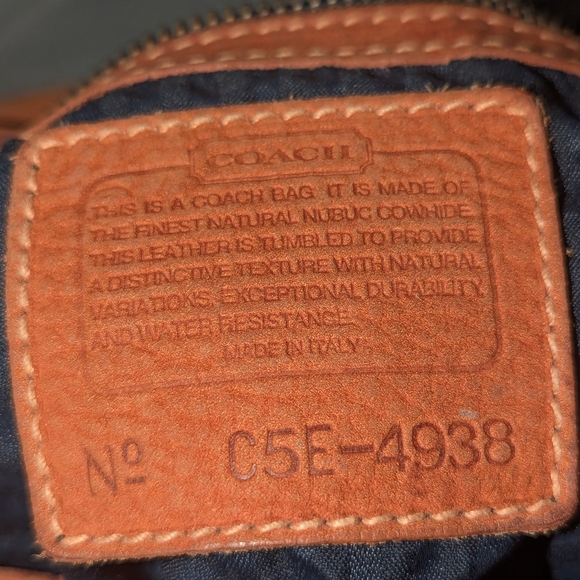 COACH
THIS IS A COACH BAG. IT IS MADE OF
THE FINEST NATURAL NUBUC COWHIDE.
THIS LEATHER IS TUMBLED TO PROVIDE
A DISTINCTIVE TEXTURE WITH NATURAL
VARIATIONS, EXCEPTIONAL DURABILITY,
AND WATER RESISTANCE.
MADE IN ITALY
Nº C5E-4938